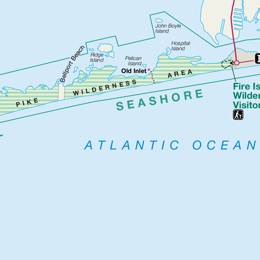 John Boyle
Island
Hospital
Island
Pelican
Island
Ridge
Island
Bellport Beach
Old Inlet
PIKE WILDERNESS AREA
SEASHORE
Fire Is
Wilder
Visitor
ATLANTIC OCEAN